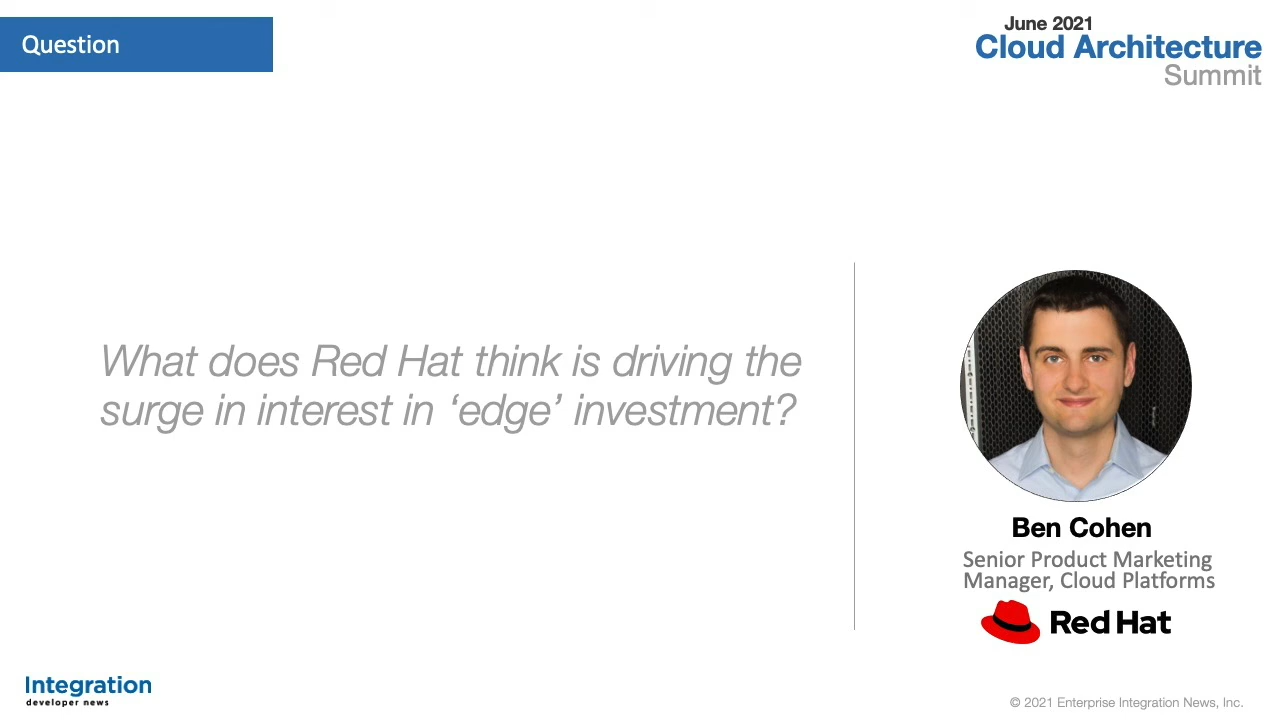 Question
June 2021
Cloud Architecture
Summit
What does Red Hat think is driving the
surge in interest in ‘edge’ investment?
Ben Cohen
Senior Product Marketing
Manager, Cloud Platforms
Red Hat
Integration
developer news
© 2021 Enterprise Integration News, Inc.